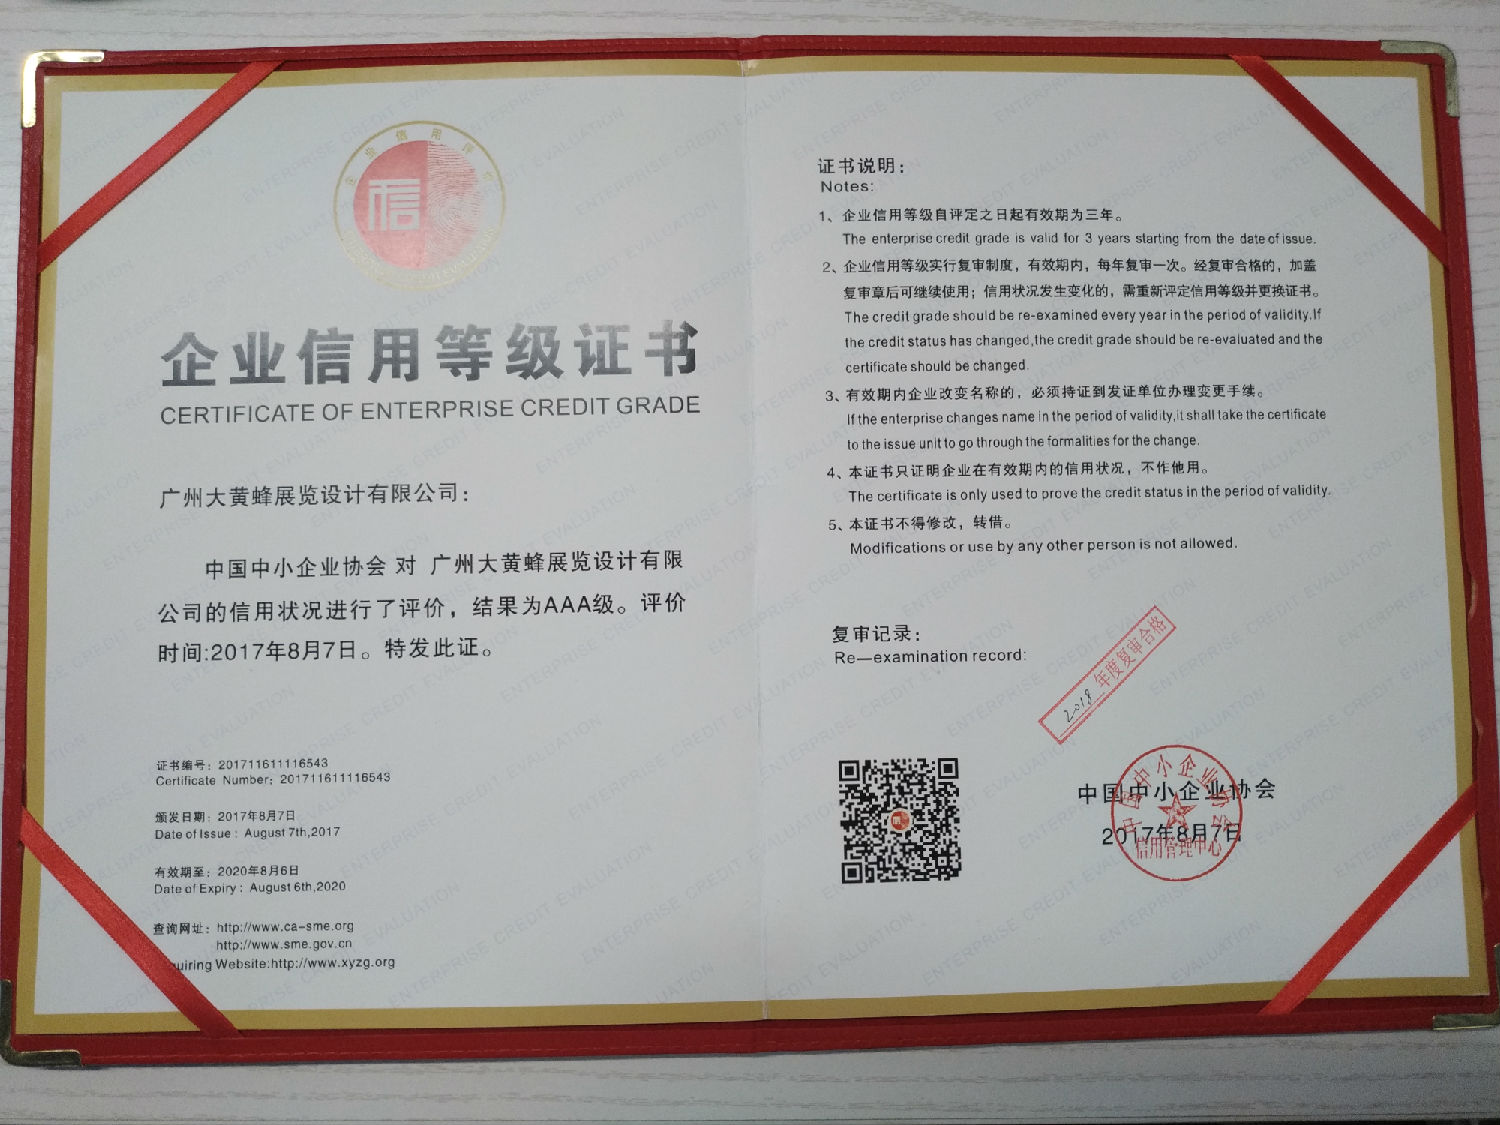 企业信用等级证书
CERTIFICATE OF ENTERPRISE CREDIT GRADE
广州大黄蜂展览设计有限公司：
中国中小企业协会 对 广州大黄蜂展览设计有限
公司的信用状况进行了评价，结果为AAA级。评价
时间:2017年8月7日。特发此证。
证书编号：201711611116543
Certificate Number：201711611116543
颁发日期：2017年8月7日
Date of Issue：August 7th,2017
有效期至：2020年8月6日
Date of Expiry：August 6th,2020
查询网址：http://www.ca-sme.org
http://www.sme.gov.cn
uiring Website:http://www.xyzg.org
证书说明：
Notes:
1、企业信用等级自评定之日起有效期为三年。
The enterprise credit grade is valid for 3 years starting from the date of issue.
2、企业信用等级实行复审制度，有效期内，每年复审一次。经复审合格的，加盖
复审章后可继续使用；信用状况发生变化的，需重新评定信用等级并更换证书。
The credit grade should be re-examined every year in the period of validity.If
the credit status has changed,the credit grade should be re-evaluated and the
certificate should be changed.
3、有效期内企业改变名称的，必须持证到发证单位办理变更手续。
If the enterprise changes name in the period of validity,it shall take the certificate
to the issue unit to go through the formalities for the change.
4、本证书只证明企业在有效期内的信用状况，不作他用。
The certificate is only used to prove the credit status in the period of validity.
5、本证书不得修改，转借。
Modifications or use by any other person is not allowed.
复审记录：
Re—examination record:
2018 年度复审合格
中国中小企业协会
2017年8月7日
中国中小企业协会
信用管理中心